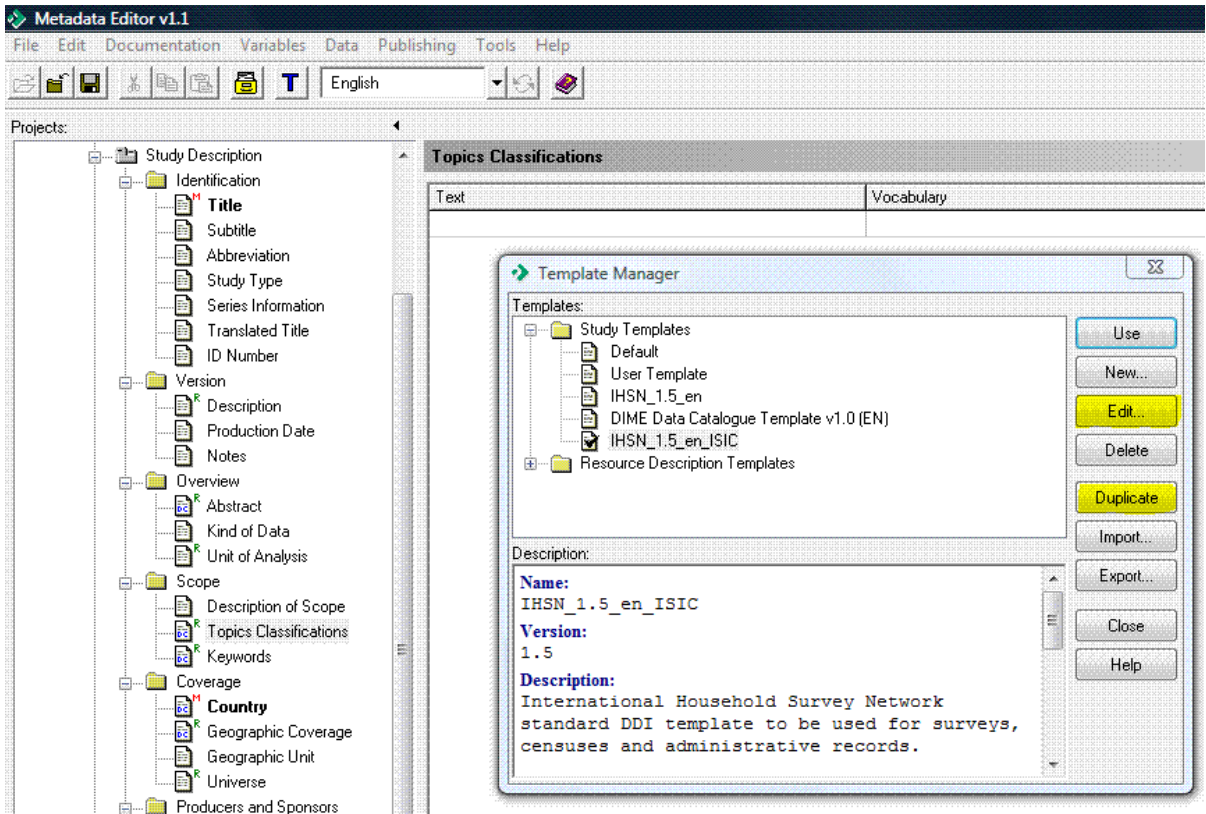 Metadata Editor v1.1
File Edit Documentation Variables Data Publishing Tools Help
T English
Projects:
Study Description
Identification
M Title
Subtitle
Abbreviation
Study Type
Series Information
Translated Title
ID Number
Version
R Description
Production Date
Notes
Overview
DC R Abstract
Kind of Data
R Unit of Analysis
Scope
Description of Scope
DC R Topics Classifications
DC Keywords
Coverage
DC M Country
DC R Geographic Coverage
Geographic Unit
R Universe
Producers and Sponsors
Topics Classifications
Text Vocabulary
Template Manager
Templates:
Study Templates
Default
User Template
IHSN_1.5_en
DIME Data Catalogue Template v1.0 (EN)
IHSN_1.5_en_ISIC
Resource Description Templates
Use
New...
Edit...
Delete
Duplicate
Import...
Export...
Close
Help
Description:
Name:
IHSN_1.5_en_ISIC
Version:
1.5
Description:
International Household Survey Network
standard DDI template to be used for surveys,
censuses and administrative records.